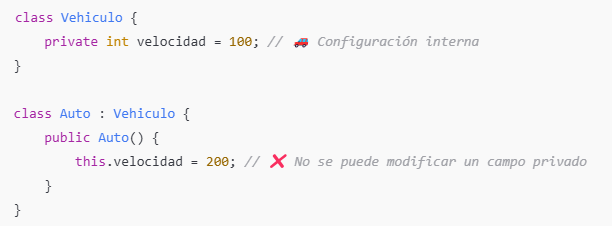 class Vehiculo {
    private int velocidad = 100; // 🚗 Configuración interna
}

class Auto : Vehiculo {
    public Auto() {
        this.velocidad = 200; // ❌ No se puede modificar un campo privado
    }
}